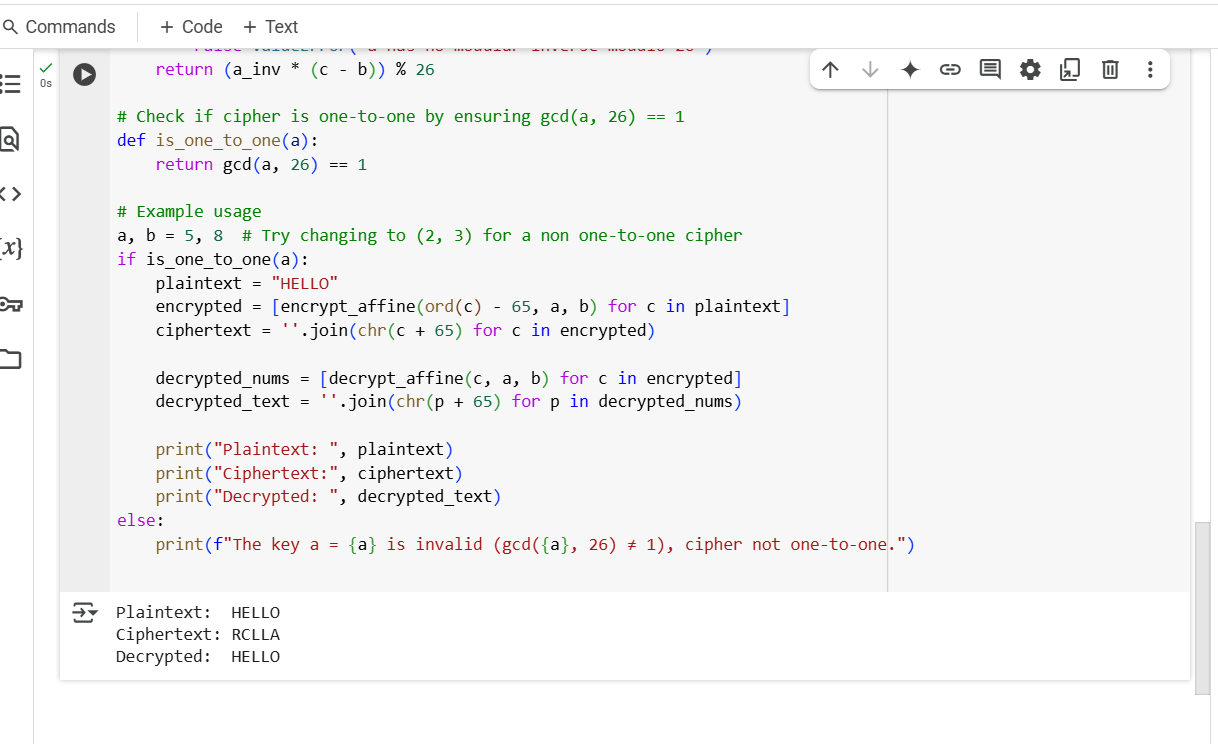 Commands + Code + Text
0s
return (a_inv * (c - b)) % 26
# Check if cipher is one-to-one by ensuring gcd(a, 26) == 1
def is_one_to_one(a):
    return gcd(a, 26) == 1
# Example usage
a, b = 5, 8  # Try changing to (2, 3) for a non one-to-one cipher
if is_one_to_one(a):
    plaintext = "HELLO"
    encrypted = [encrypt_affine(ord(c) - 65, a, b) for c in plaintext]
    ciphertext = ''.join(chr(c + 65) for c in encrypted)
    decrypted_nums = [decrypt_affine(c, a, b) for c in encrypted]
    decrypted_text = ''.join(chr(p + 65) for p in decrypted_nums)
    print("Plaintext: ", plaintext)
    print("Ciphertext:", ciphertext)
    print("Decrypted: ", decrypted_text)
else:
    print(f"The key a = {a} is invalid (gcd({a}, 26) ≠ 1), cipher not one-to-one.")
Plaintext:  HELLO
Ciphertext: RCLLA
Decrypted:  HELLO